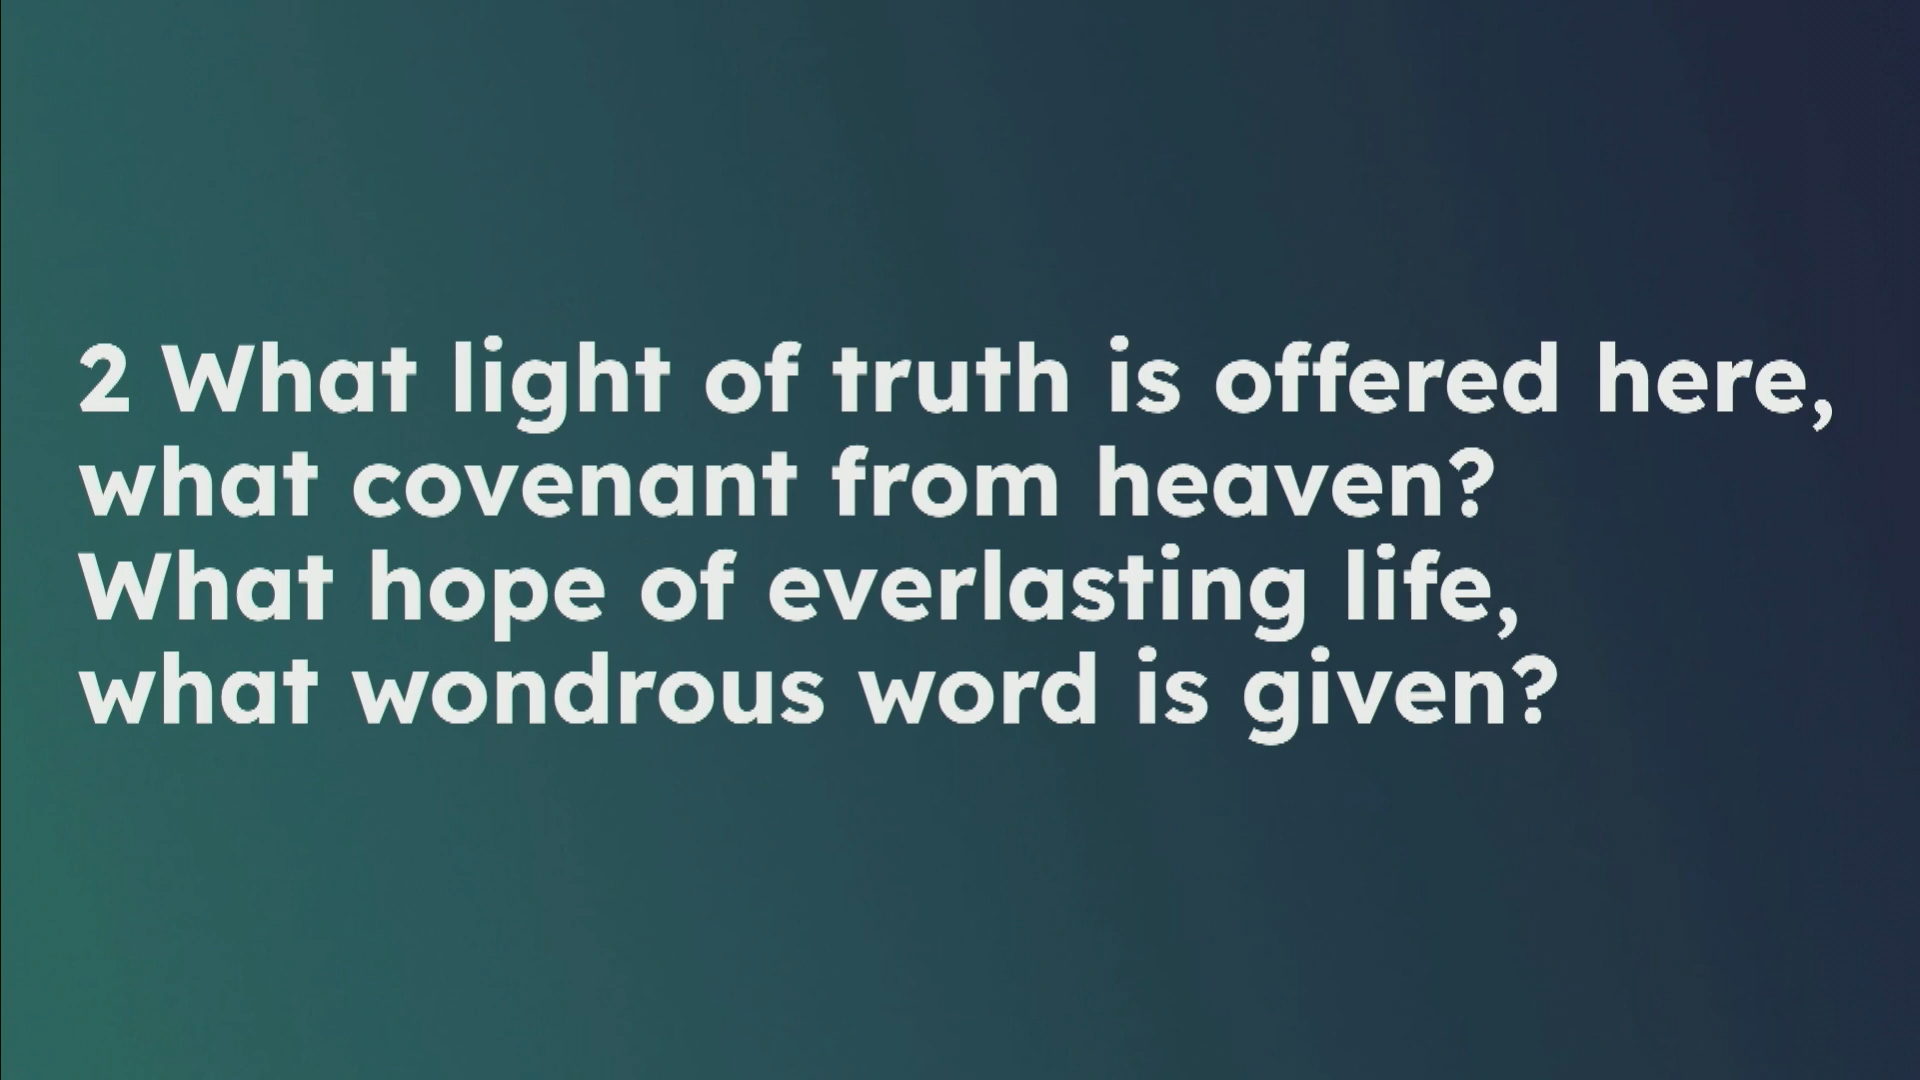 2 What light of truth is offered here,
what covenant from heaven?
What hope of everlasting life,
what wondrous word is given?